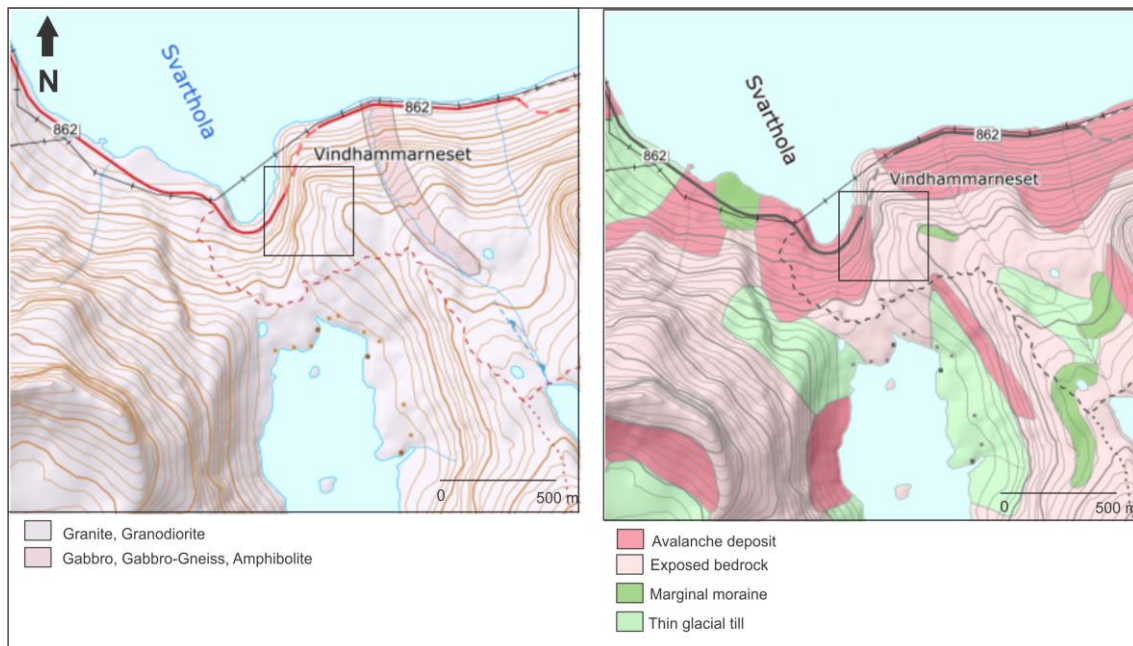 N
Svarthola
862
862
Vindhammarneset
0 500 m
Granite, Granodiorite
Gabbro, Gabbro-Gneiss, Amphibolite
Svarthola
862
862
Vindhammarneset
0 500 m
Avalanche deposit
Exposed bedrock
Marginal moraine
Thin glacial till